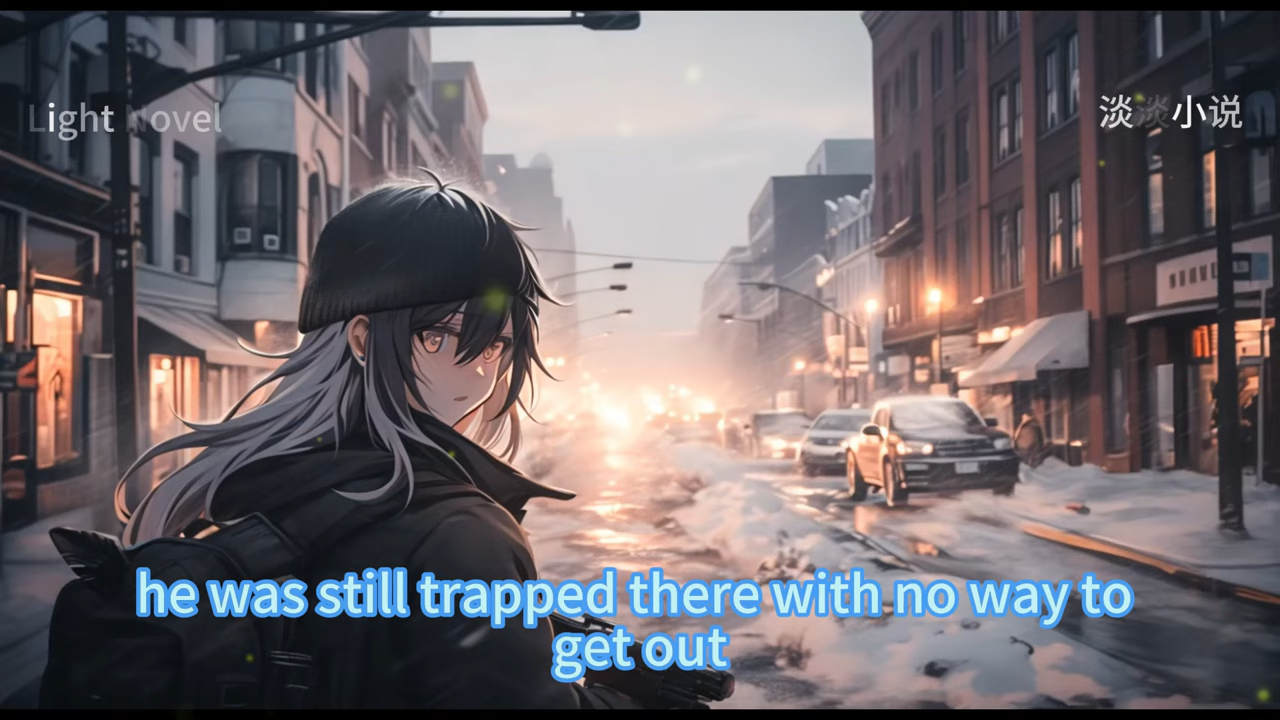 Light Novel
淡淡小说
he was still trapped there with no way to
get out